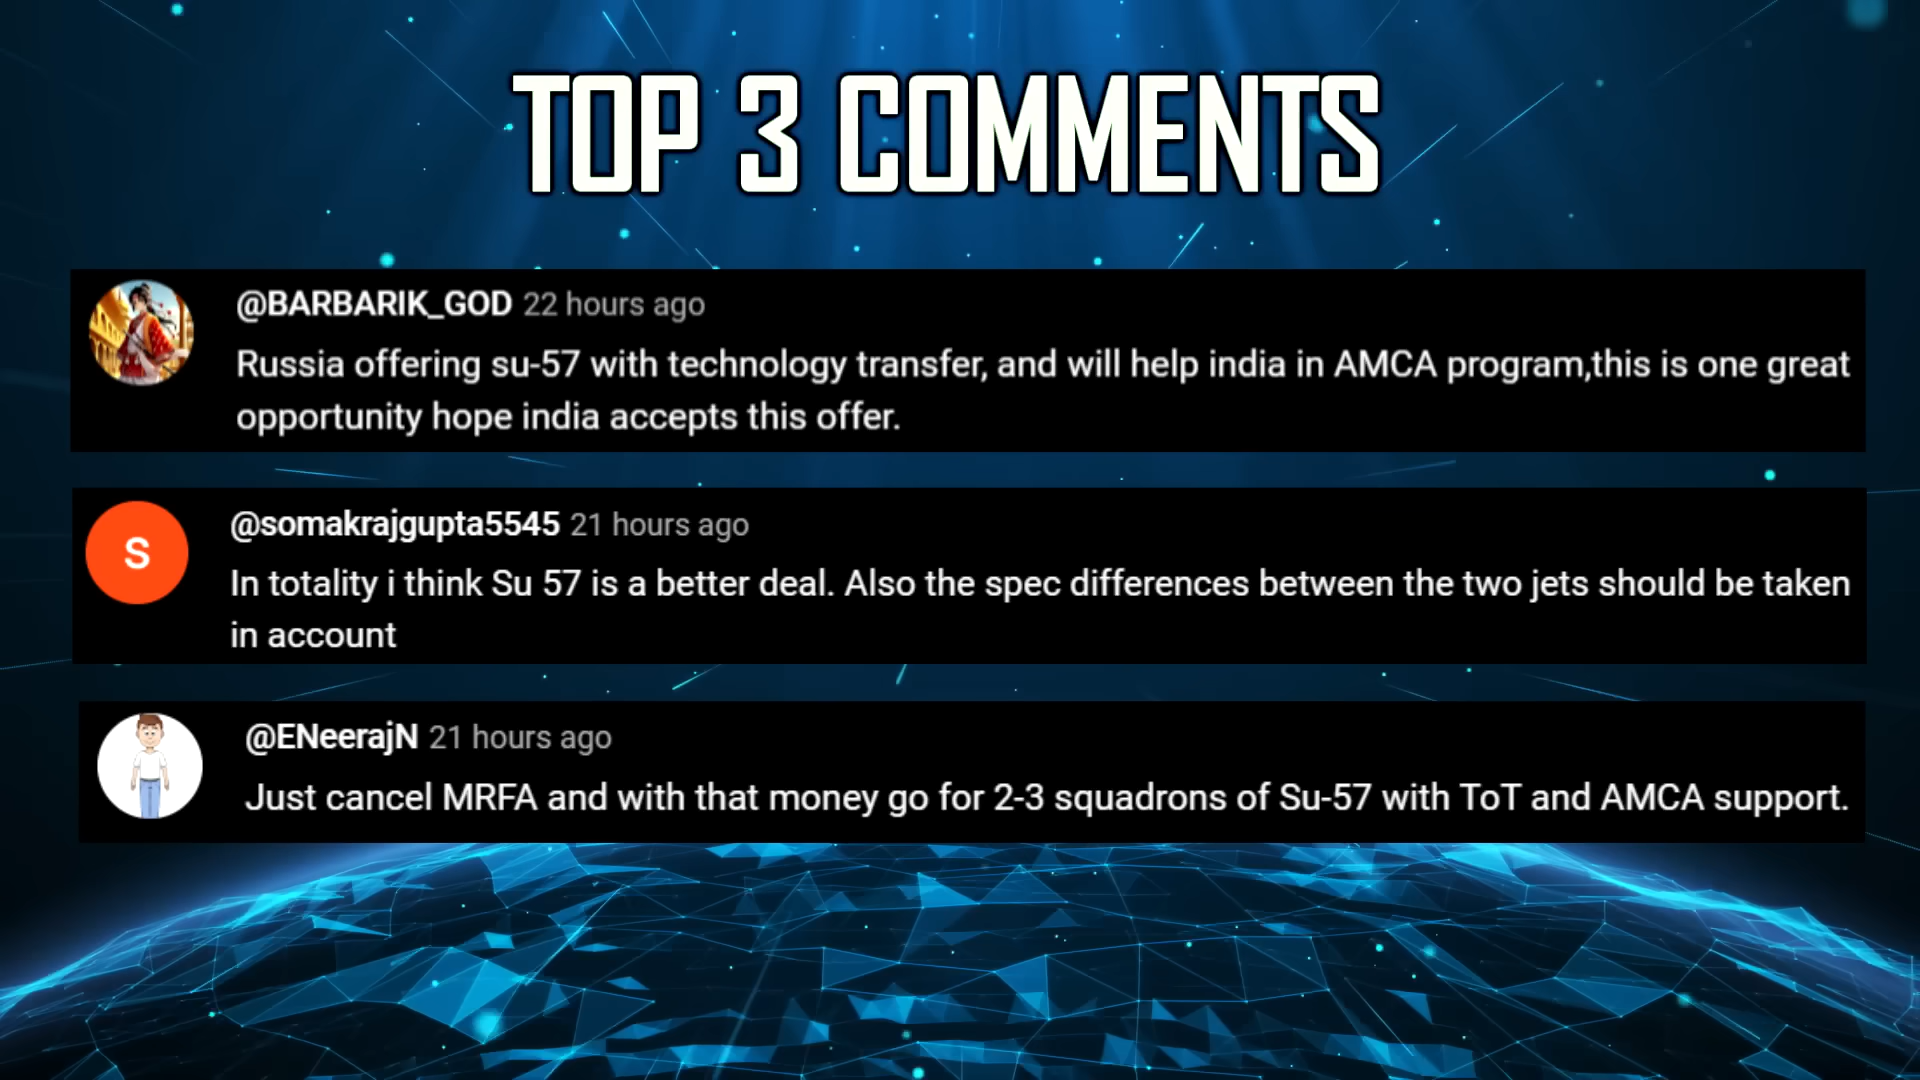 TOP 3 COMMENTS
@BARBARIK_GOD 22 hours ago
Russia offering su-57 with technology transfer, and will help india in AMCA program,this is one great
opportunity hope india accepts this offer.
S
@somakrajgupta5545 21 hours ago
In totality i think Su 57 is a better deal. Also the spec differences between the two jets should be taken
in account
@ENeerajN 21 hours ago
Just cancel MRFA and with that money go for 2-3 squadrons of Su-57 with ToT and AMCA support.